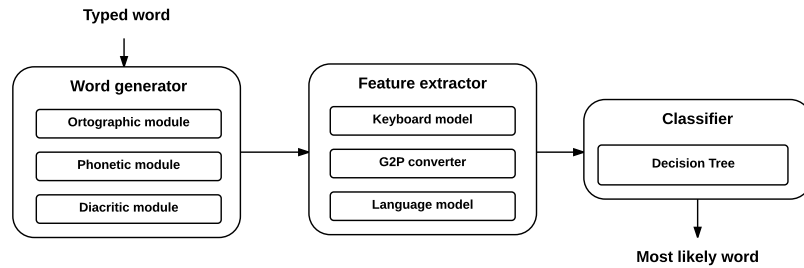 Typed word
Word generator
Ortographic module
Phonetic module
Diacritic module
Feature extractor
Keyboard model
G2P converter
Language model
Classifier
Decision Tree
Most likely word